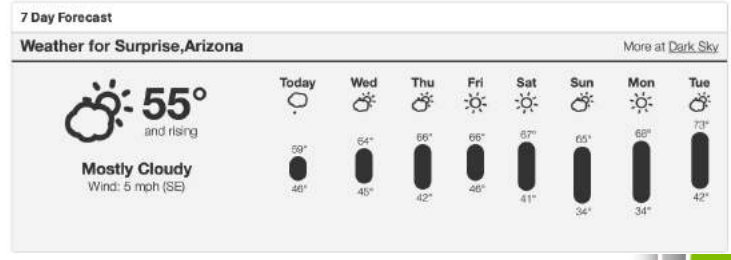 7 Day Forecast
Weather for Surprise,Arizona More at Dark Sky
55°
and rising
Mostly Cloudy
Wind: 5 mph (SE)
Today Wed Thu Fri Sat Sun Mon Tue
59° 64° 66° 66° 67° 65° 68° 73°
46° 45° 42° 46° 41° 34° 34° 42°